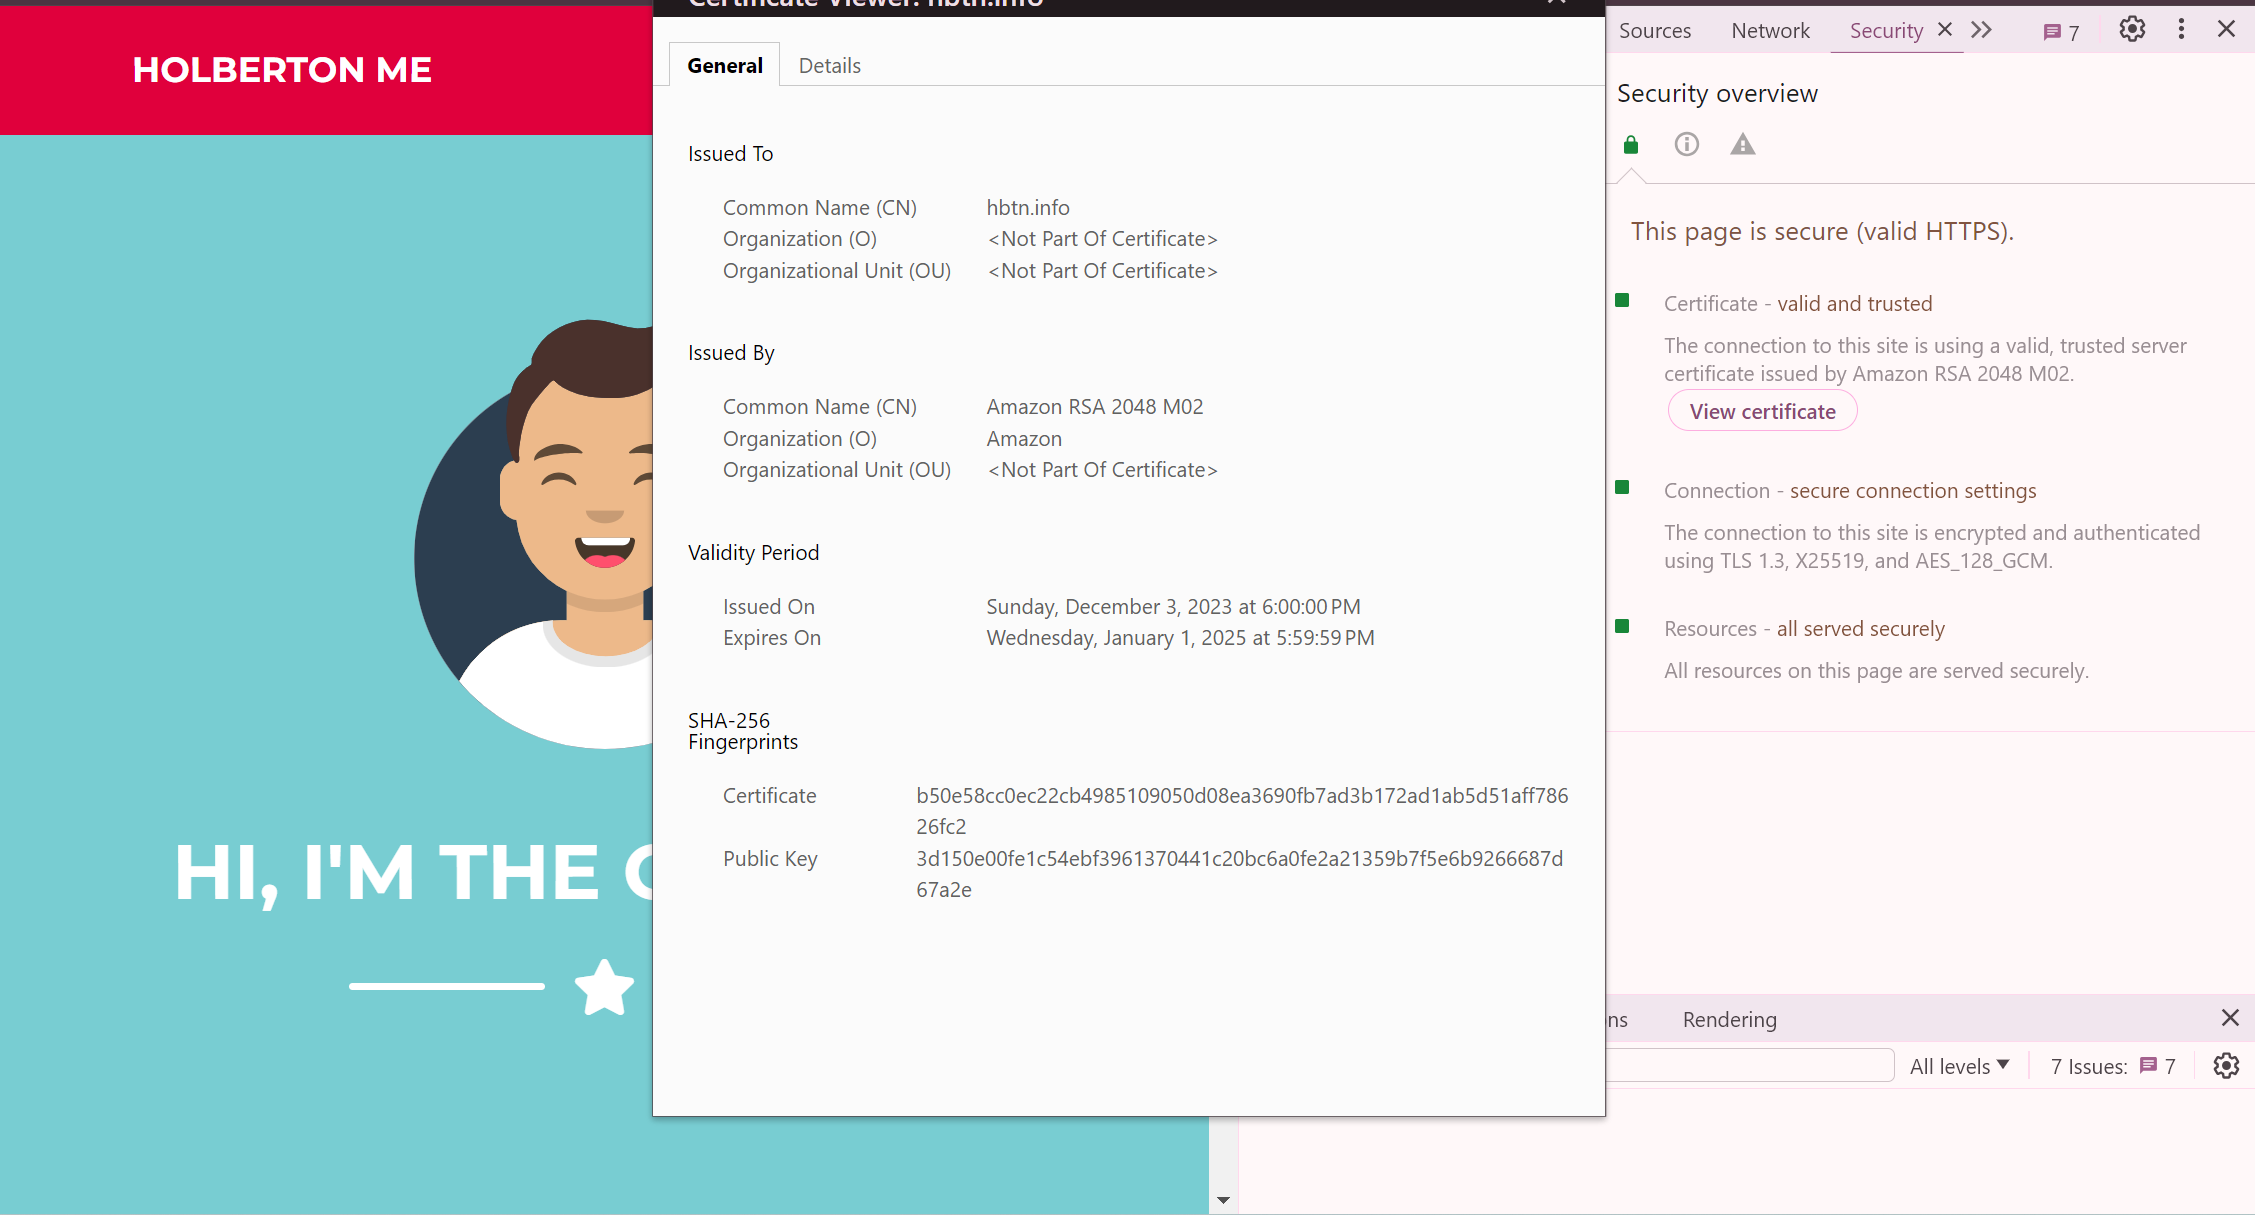 HOLBERTON ME
HI, I'M THE
Certificate Viewer: hbtn.info
General Details
Issued To
Common Name (CN) hbtn.info
Organization (O) <Not Part Of Certificate>
Organizational Unit (OU) <Not Part Of Certificate>
Issued By
Common Name (CN) Amazon RSA 2048 M02
Organization (O) Amazon
Organizational Unit (OU) <Not Part Of Certificate>
Validity Period
Issued On Sunday, December 3, 2023 at 6:00:00 PM
Expires On Wednesday, January 1, 2025 at 5:59:59 PM
SHA-256
Fingerprints
Certificate b50e58cc0ec22cb4985109050d08ea3690fb7ad3b172ad1ab5d51aff786
26fc2
Public Key 3d150e00fe1c54ebf3961370441c20bc6a0fe2a21359b7f5e6b9266687d
67a2e
Sources Network Security 7
Security overview
This page is secure (valid HTTPS).
Certificate - valid and trusted
The connection to this site is using a valid, trusted server
certificate issued by Amazon RSA 2048 M02.
View certificate
Connection - secure connection settings
The connection to this site is encrypted and authenticated
using TLS 1.3, X25519, and AES_128_GCM.
Resources - all served securely
All resources on this page are served securely.
ns Rendering
All levels 7 Issues: 7